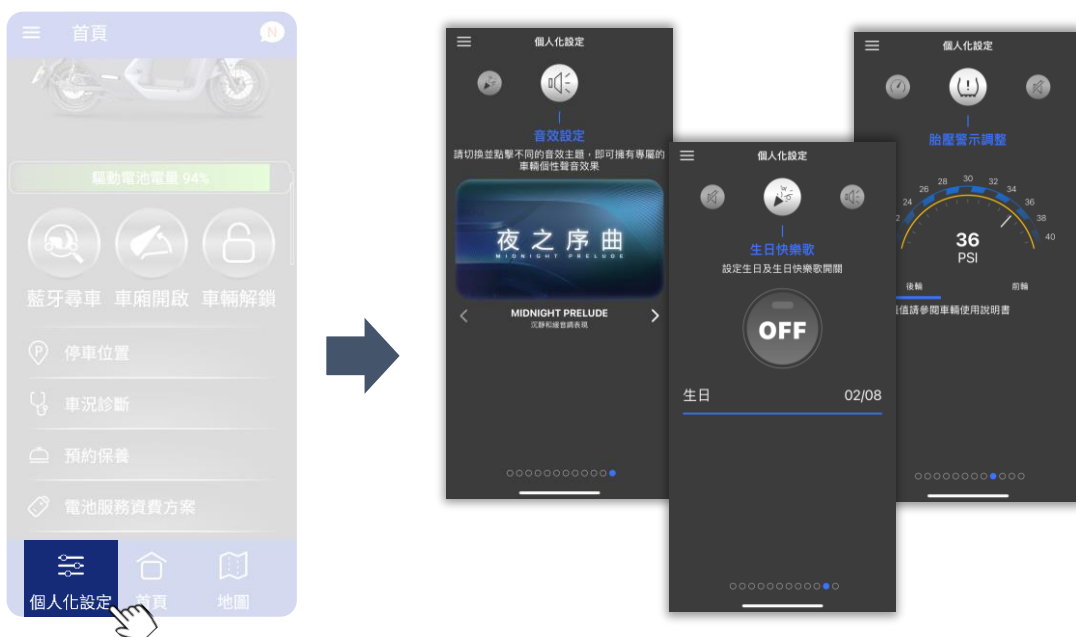 首頁
N
驅動電池電量 94%
藍牙尋車 車廂開啟 車輛解鎖
停車位置
車況診斷
預約保養
電池服務資費方案
個人化設定 首頁 地圖
個人化設定
音效設定
請切換並點擊不同的音效主題，即可擁有專屬的
車輛個性聲音效果
夜之序曲
MIDNIGHT PRELUDE
MIDNIGHT PRELUDE
沉靜和緩音調表現
個人化設定
生日快樂歌
設定生日及生日快樂歌開關
OFF
生日 02/08
個人化設定
胎壓警示調整
2 24 26 28 30 32 34 36 38 40
36
PSI
後輪 前輪
值請參閱車輛使用說明書